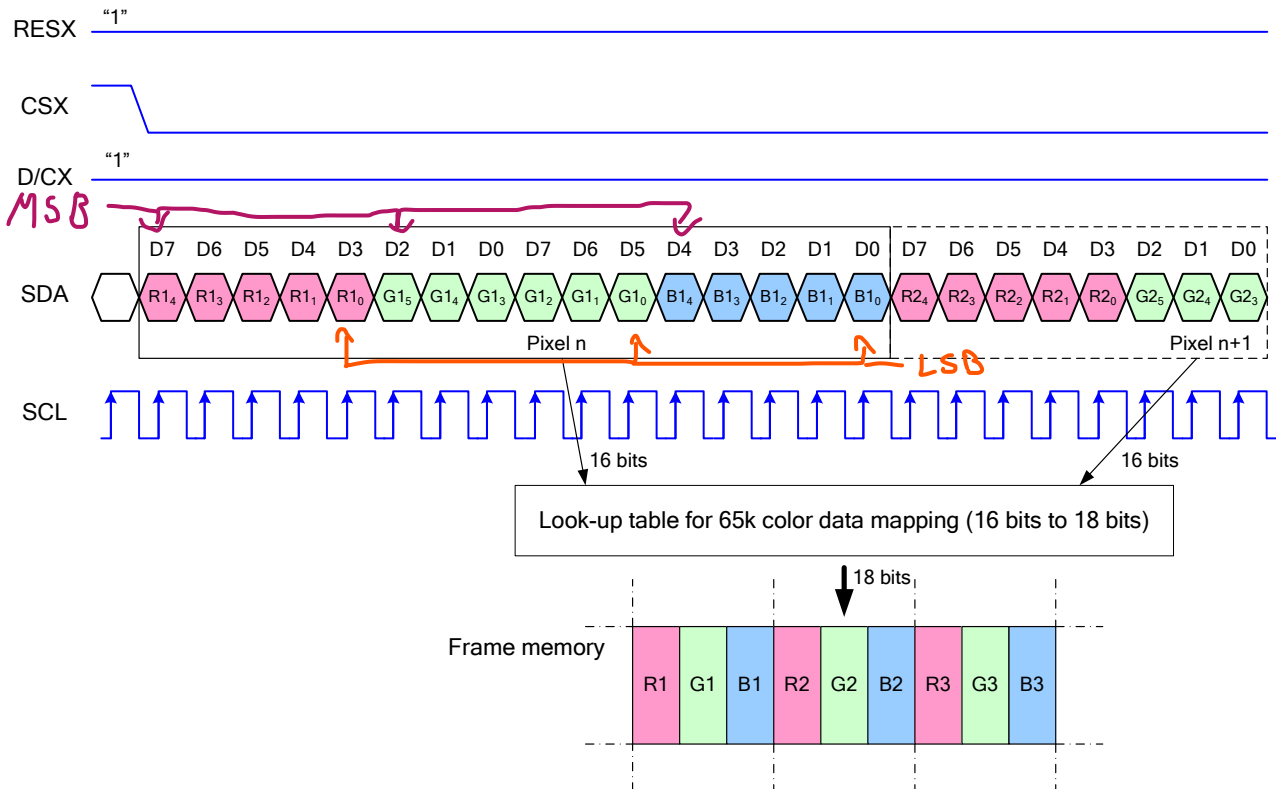 RESX “1”
CSX
D/CX “1”
MSB
D7 D6 D5 D4 D3 D2 D1 D0 D7 D6 D5 D4 D3 D2 D1 D0 D7 D6 D5 D4 D3 D2 D1 D0
SDA R1₄ R1₃ R1₂ R1₁ R1₀ G1₅ G1₄ G1₃ G1₂ G1₁ G1₀ B1₄ B1₃ B1₂ B1₁ B1₀ R2₄ R2₃ R2₂ R2₁ R2₀ G2₅ G2₄ G2₃
Pixel n Pixel n+1
LSB
SCL
16 bits 16 bits
Look-up table for 65k color data mapping (16 bits to 18 bits)
18 bits
Frame memory
R1 G1 B1 R2 G2 B2 R3 G3 B3